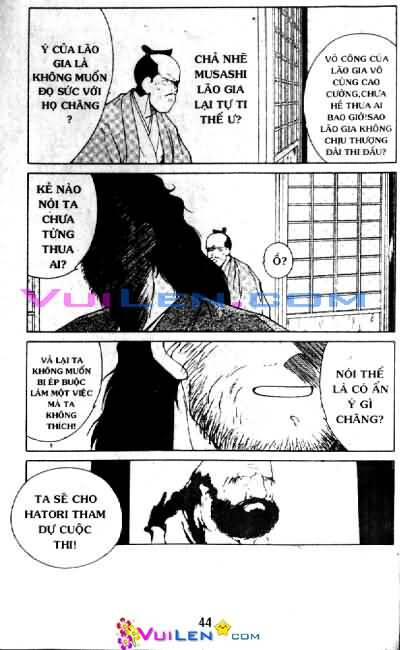 VÕ CÔNG CỦA
LÃO GIA VÔ
CÙNG CAO
CƯỜNG,CHƯA
HỀ THUA AI
BAO GIỜ!SAO
LÃO GIA KHÔNG
CHỊU THƯỢNG
ĐÀI THI ĐẤU?
CHẢ NHẼ
MUSASHI
LÃO GIA
LẠI TỰ TI
THẾ Ư?
Ý CỦA LÃO
GIA LÀ
KHÔNG MUỐN
ĐỌ SỨC VỚI
HỌ CHĂNG
?
Ồ?
KẺ NÀO
NÓI TA
CHƯA
TỪNG
THUA
AI?
VUILEN.COM
NÓI THẾ
LÀ CÓ ẨN
Ý GÌ
CHĂNG?
VẢ LẠI TA
KHÔNG MUỐN
BỊ ÉP BUỘC
LÀM MỘT VIỆC
MÀ TA
KHÔNG
THÍCH!
TA SẼ CHO
HATORI THAM
DỰ CUỘC
THI!
44
VUILEN.COM